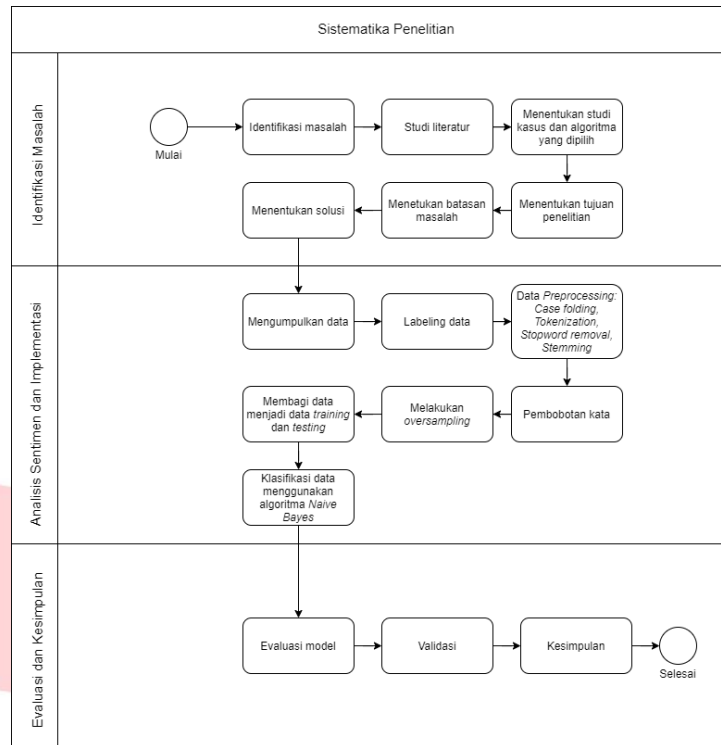 Sistematika Penelitian
Identifikasi Masalah
Mulai
Identifikasi masalah
Studi literatur
Menentukan studi
kasus dan algoritma
yang dipilih
Menentukan tujuan
penelitian
Menetukan batasan
masalah
Menentukan solusi
Analisis Sentimen dan Implementasi
Mengumpulkan data
Labeling data
Data Preprocessing:
Case folding,
Tokenization,
Stopword removal,
Stemming
Pembobotan kata
Melakukan
oversampling
Membagi data
menjadi data training
dan testing
Klasifikasi data
menggunakan
algoritma Naive
Bayes
Evaluasi dan Kesimpulan
Evaluasi model
Validasi
Kesimpulan
Selesai